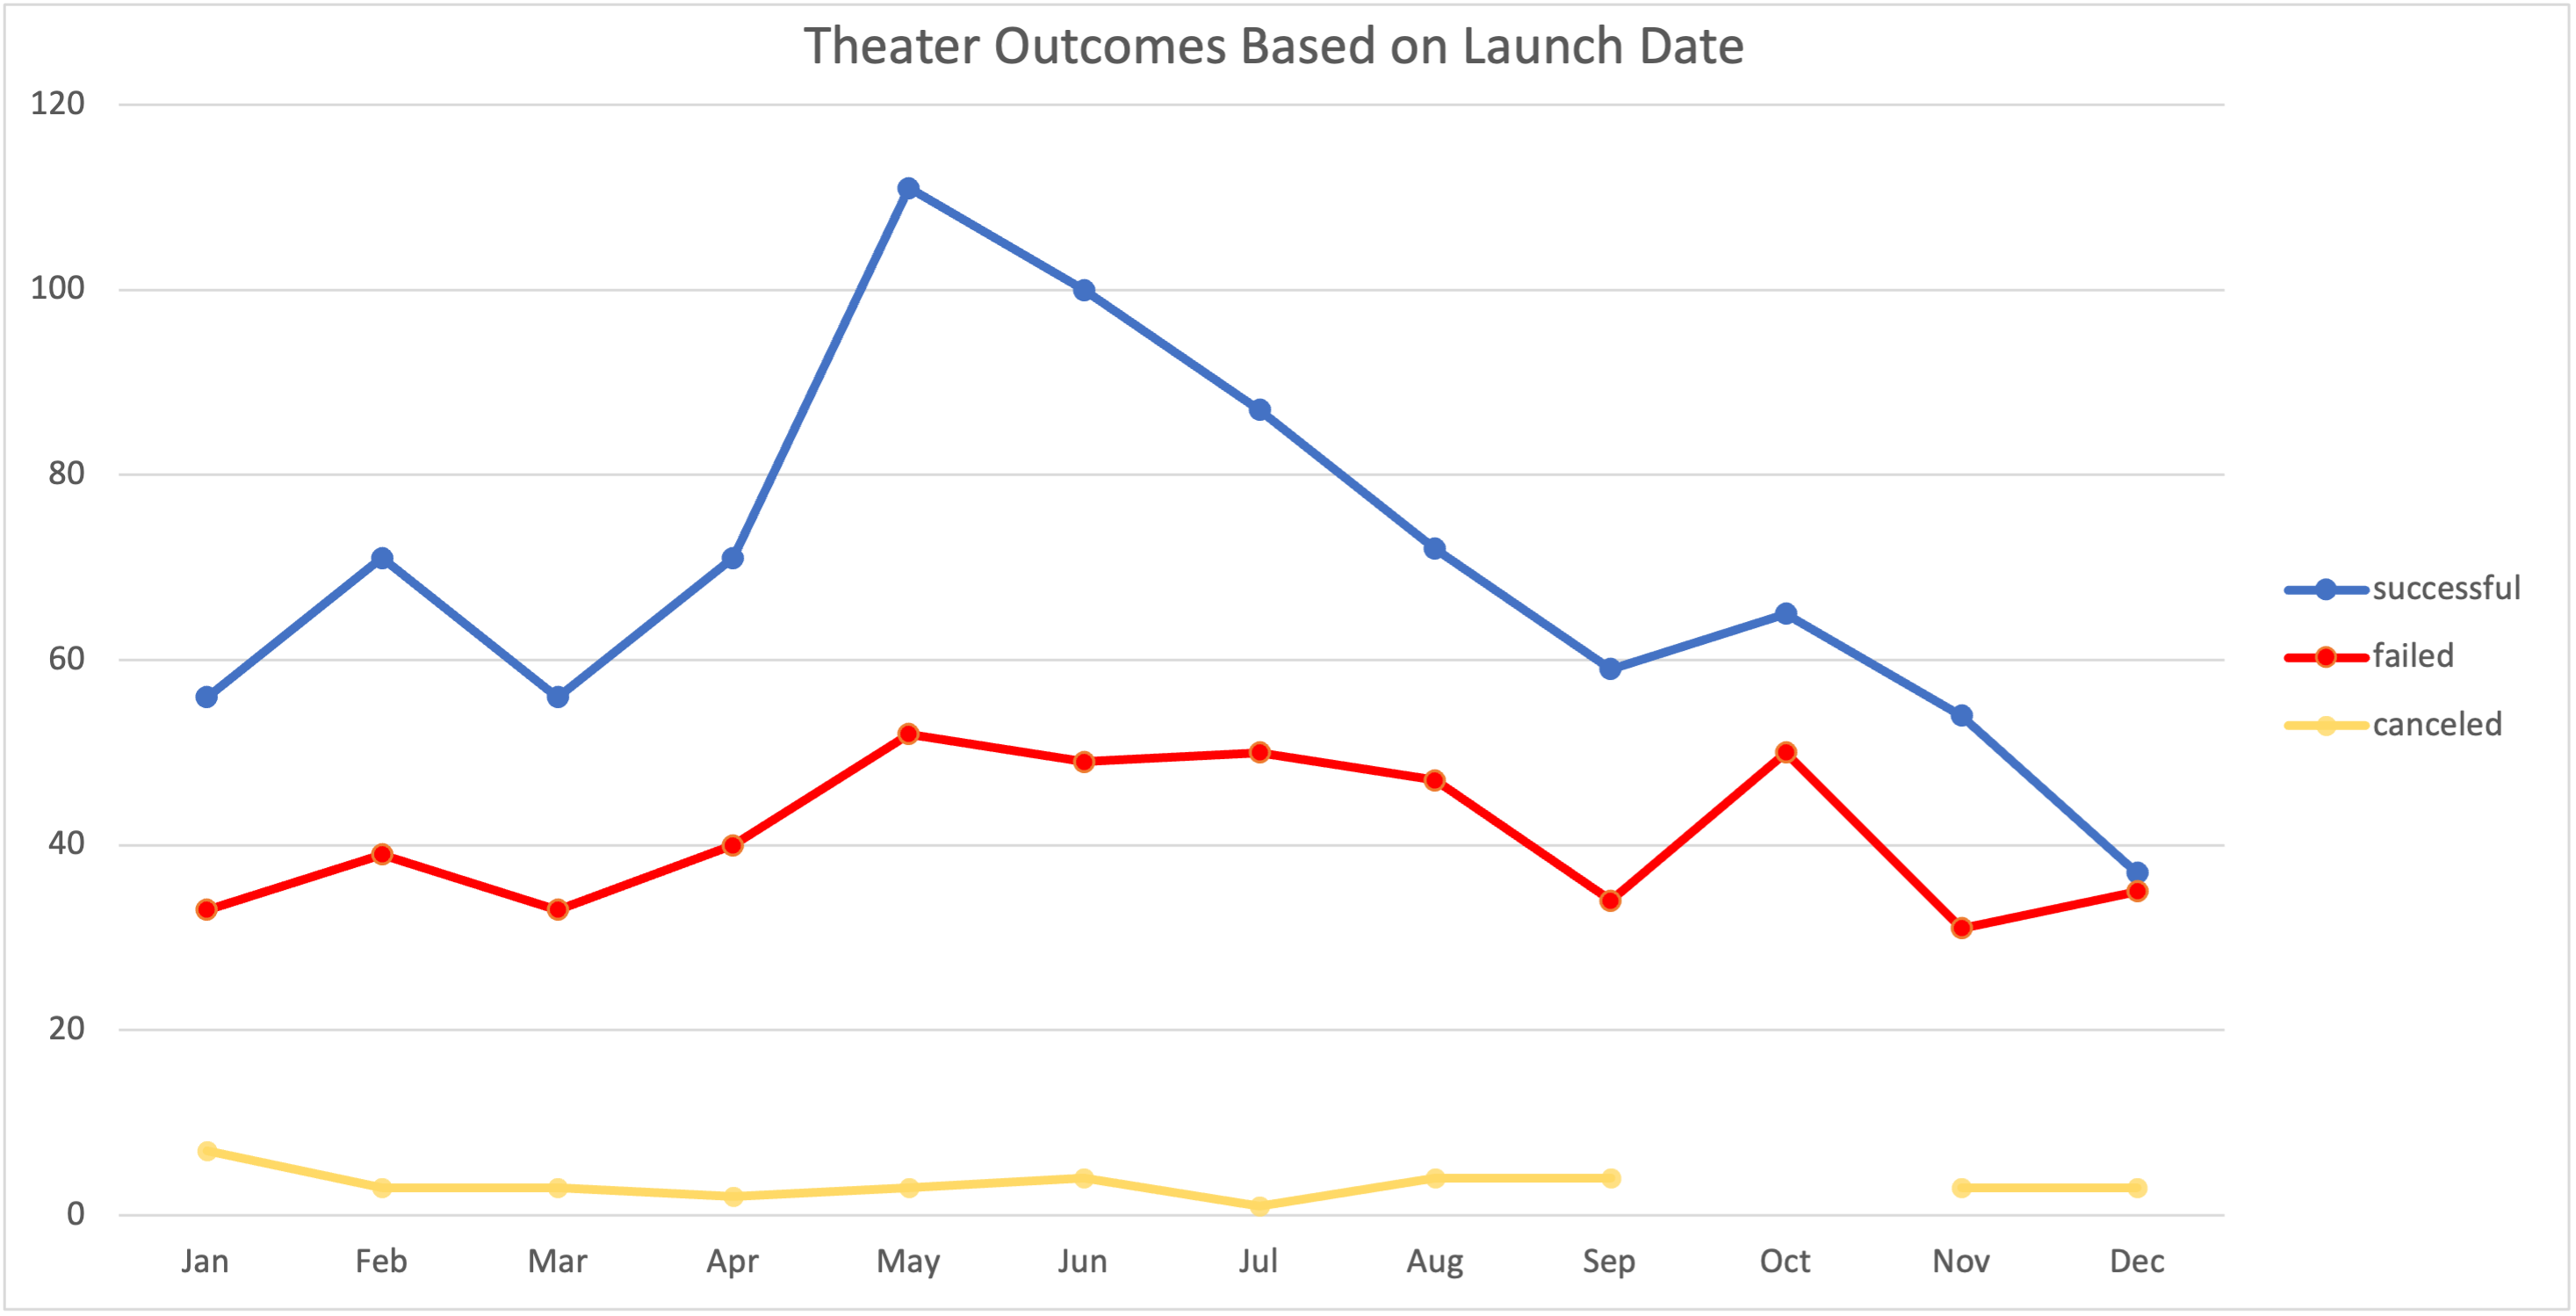 Theater Outcomes Based on Launch Date
120
100
80
60
40
20
0
Jan Feb Mar Apr May Jun Jul Aug Sep Oct Nov Dec
successful
failed
canceled